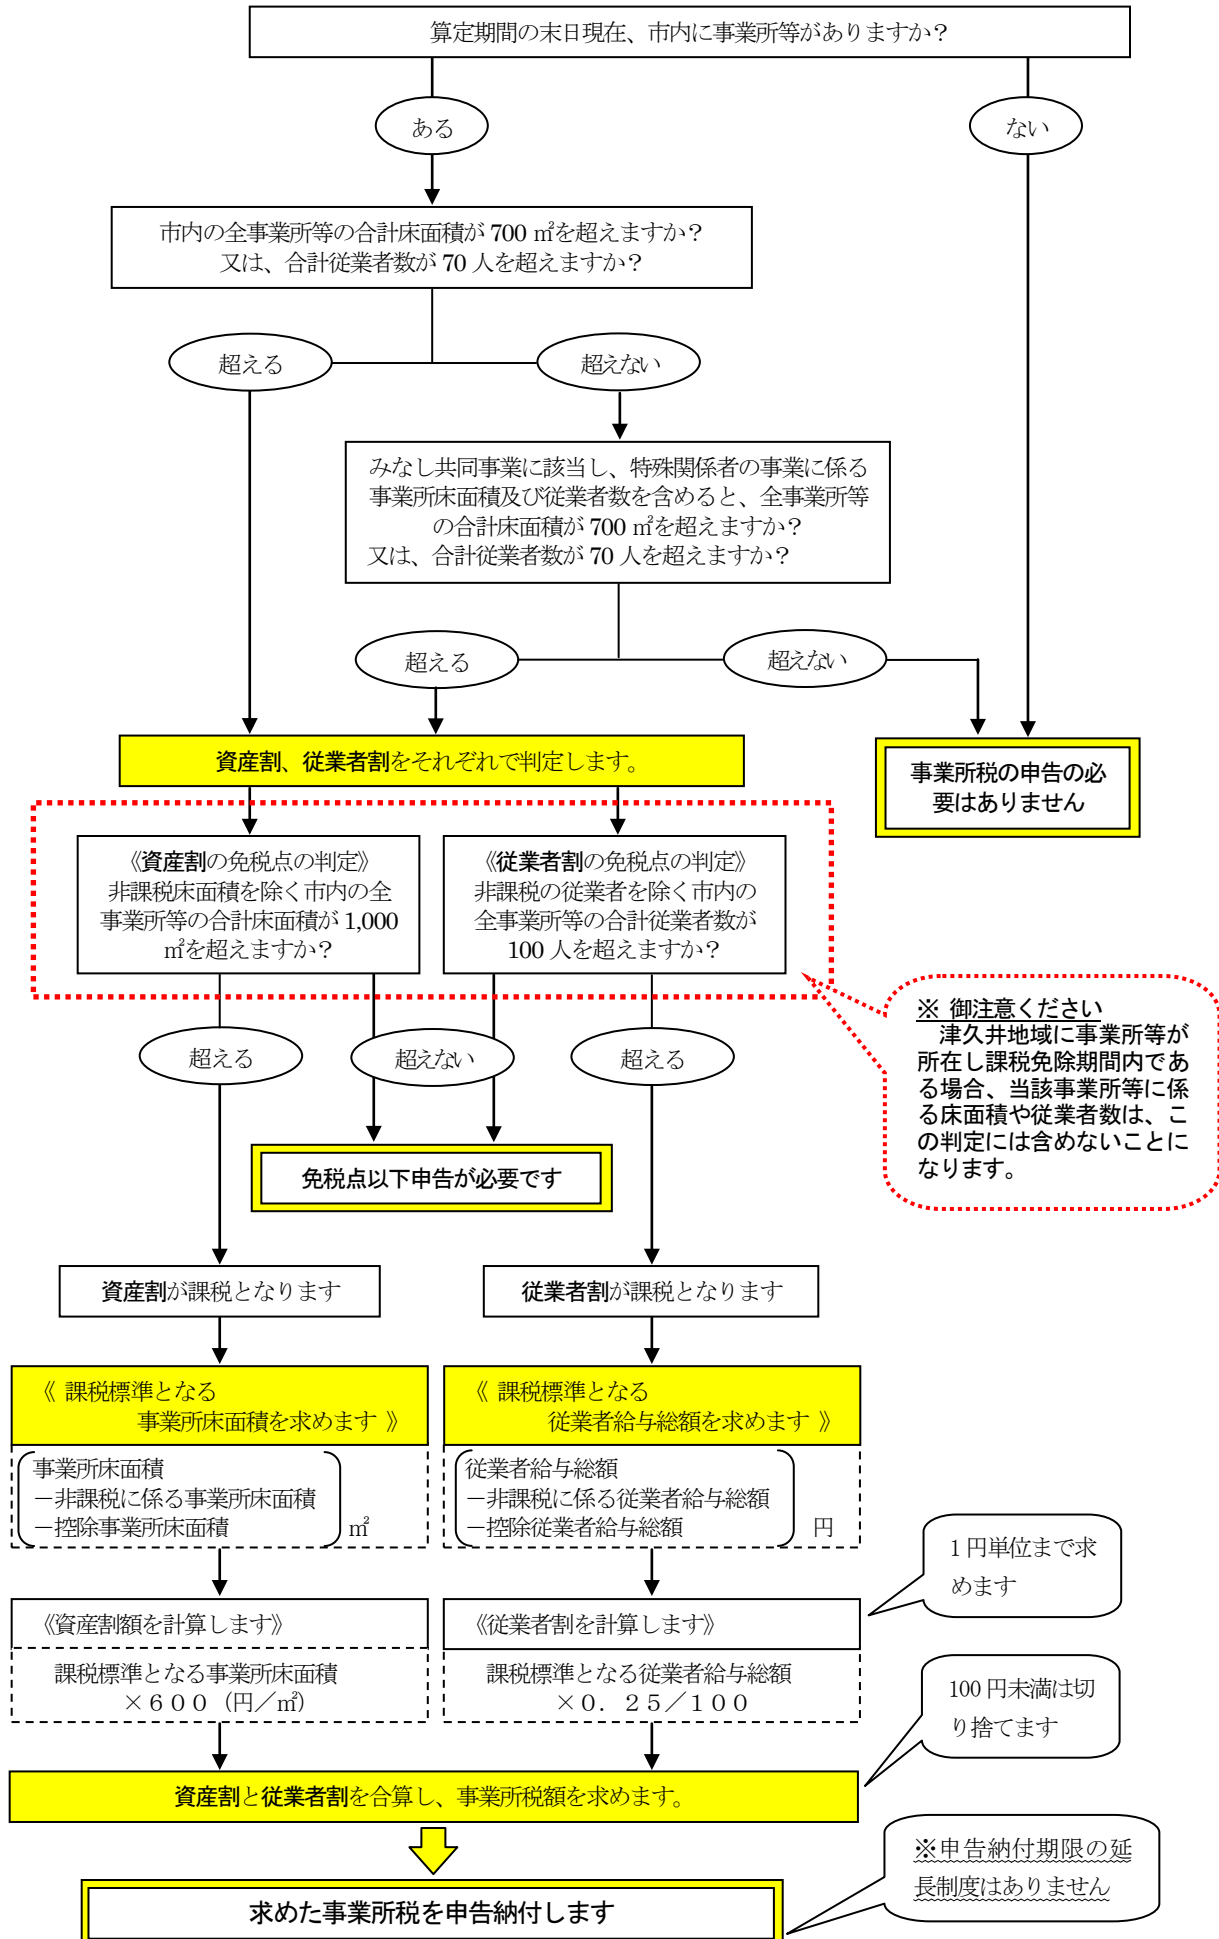 算定期間の末日現在、市内に事業所等がありますか？
ある
ない
市内の全事業所等の合計床面積が 700 ㎡を超えますか？
又は、合計従業者数が 70 人を超えますか？
超える
超えない
みなし共同事業に該当し、特殊関係者の事業に係る
事業所床面積及び従業者数を含めると、全事業所等
の合計床面積が 700 ㎡を超えますか？
又は、合計従業者数が 70 人を超えますか？
超える
超えない
資産割、従業者割をそれぞれで判定します。
事業所税の申告の必
要はありません
《資産割の免税点の判定》
非課税床面積を除く市内の全
事業所等の合計床面積が 1,000
㎡を超えますか？
《従業者割の免税点の判定》
非課税の従業者を除く市内の
全事業所等の合計従業者数が
100 人を超えますか？
※ 御注意ください
津久井地域に事業所等が
所在し課税免除期間内であ
る場合、当該事業所等に係
る床面積や従業者数は、こ
の判定には含めないことに
なります。
超える
超えない
超える
免税点以下申告が必要です
資産割が課税となります
従業者割が課税となります
《 課税標準となる
事業所床面積を求めます 》
《 課税標準となる
従業者給与総額を求めます 》
事業所床面積
－非課税に係る事業所床面積
－控除事業所床面積
㎡
従業者給与総額
－非課税に係る従業者給与総額
－控除従業者給与総額
円
1 円単位まで求
めます
《資産割額を計算します》
《従業者割を計算します》
課税標準となる事業所床面積
×６００（円／㎡）
課税標準となる従業者給与総額
×０．２５／１００
100 円未満は切
り捨てます
資産割と従業者割を合算し、事業所税額を求めます。
※申告納付期限の延
長制度はありません
求めた事業所税を申告納付します